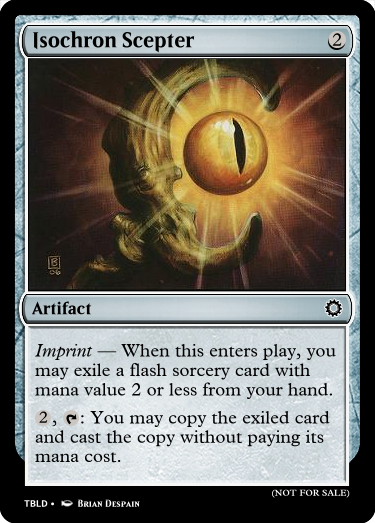 Isochron Scepter 2
Artifact
Imprint — When this enters play, you
may exile a flash sorcery card with
mana value 2 or less from your hand.
2, : You may copy the exiled card
and cast the copy without paying its
mana cost.
TBLD • Brian Despain
(NOT FOR SALE)